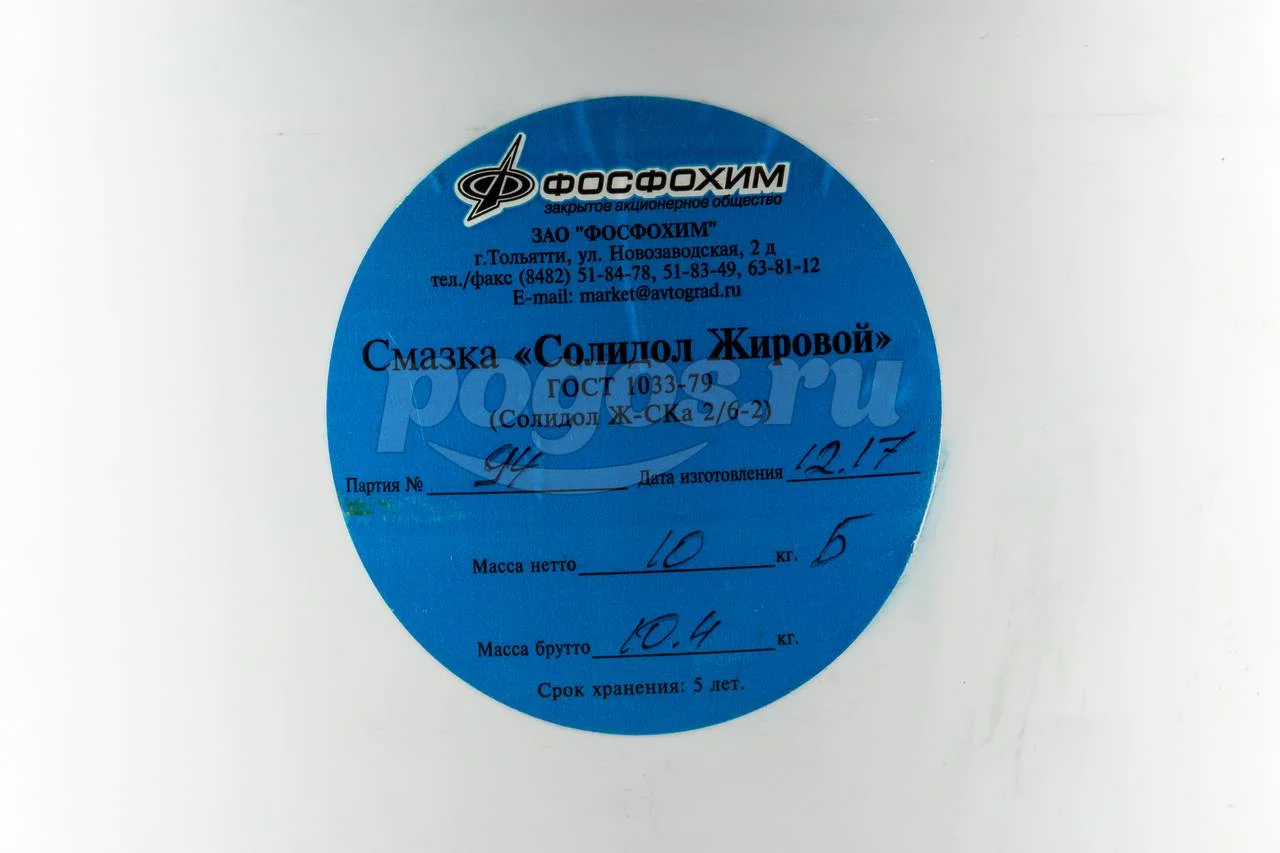 ФОСФОХИМ
закрытое акционерное общество
ЗАО "ФОСФОХИМ"
г.Тольятти, ул. Новозаводская, 2 д
тел./факс (8482) 51-84-78, 51-83-49, 63-81-12
E-mail: market@avtograd.ru
Смазка «Солидол Жировой»
ГОСТ 1033-79
pogos.ru
(Солидол Ж-СКа 2/6-2)
Партия № 94 Дата изготовления 12.17
Масса нетто 10 кг. Б
Масса брутто 10.4 кг.
Срок хранения: 5 лет.